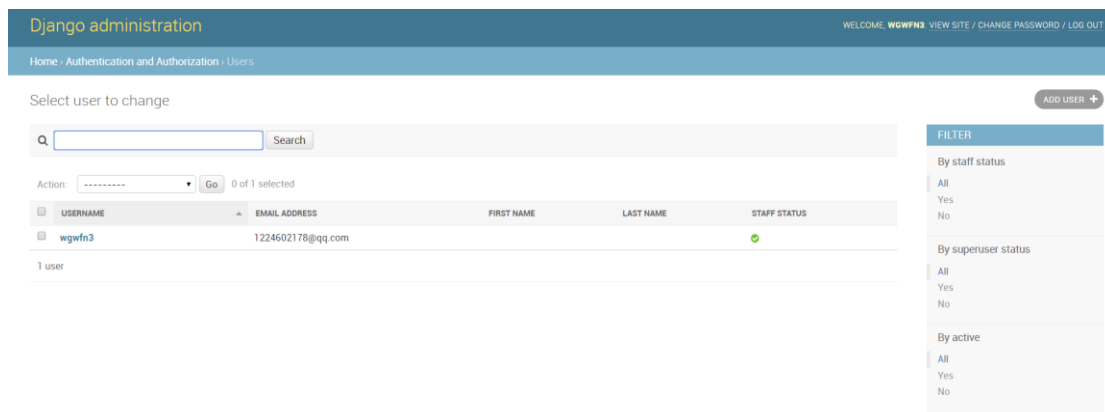 Django administration
WELCOME, WGWFN3. VIEW SITE / CHANGE PASSWORD / LOG OUT
Home › Authentication and Authorization › Users
Select user to change
ADD USER +
Search
Action: --------- Go 0 of 1 selected
USERNAME EMAIL ADDRESS FIRST NAME LAST NAME STAFF STATUS
wgwfn3 1224602178@qq.com
1 user
FILTER
By staff status
All
Yes
No
By superuser status
All
Yes
No
By active
All
Yes
No